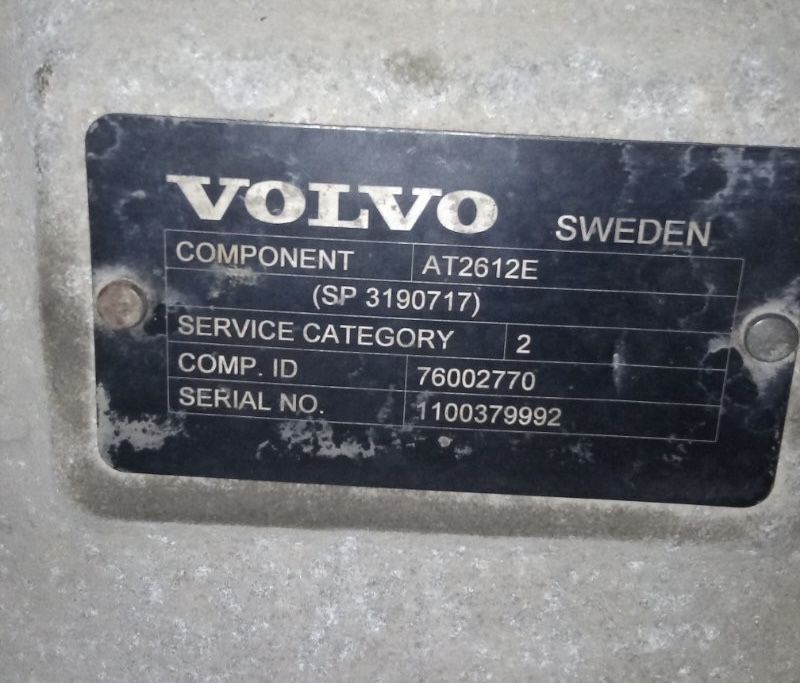 VOLVO SWEDEN
COMPONENT AT2612E
(SP 3190717)
SERVICE CATEGORY 2
COMP. ID 76002770
SERIAL NO. 1100379992